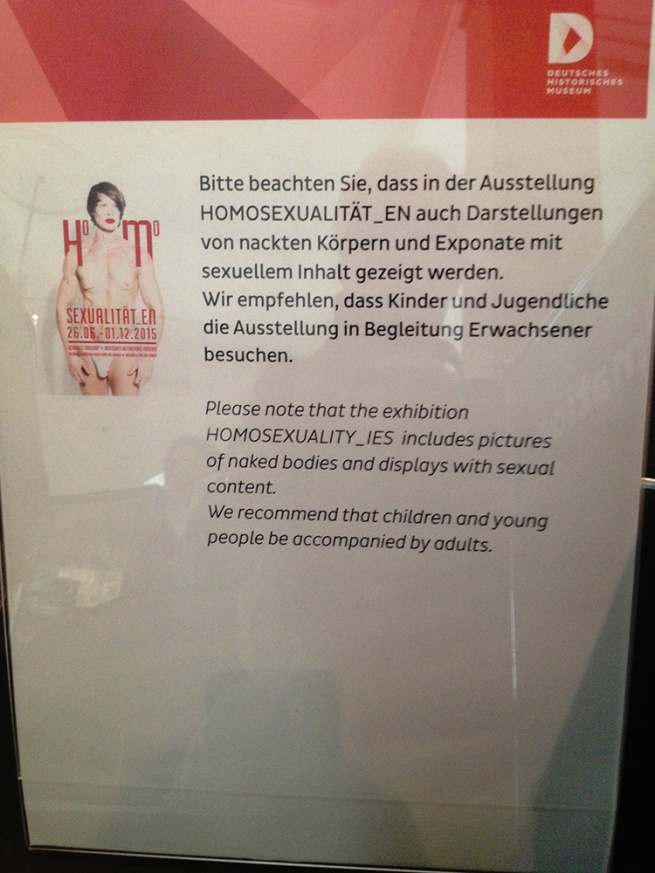 DEUTSCHES
HISTORISCHES
MUSEUM
Bitte beachten Sie, dass in der Ausstellung
HOMOSEXUALITÄT_EN auch Darstellungen
von nackten Körpern und Exponate mit
sexuellem Inhalt gezeigt werden.
Wir empfehlen, dass Kinder und Jugendliche
die Ausstellung in Begleitung Erwachsener
besuchen.
HoMo
SEXUALITÄT_EN
26.06.-01.12.2015
Please note that the exhibition
HOMOSEXUALITY_IES includes pictures
of naked bodies and displays with sexual
content.
We recommend that children and young
people be accompanied by adults.